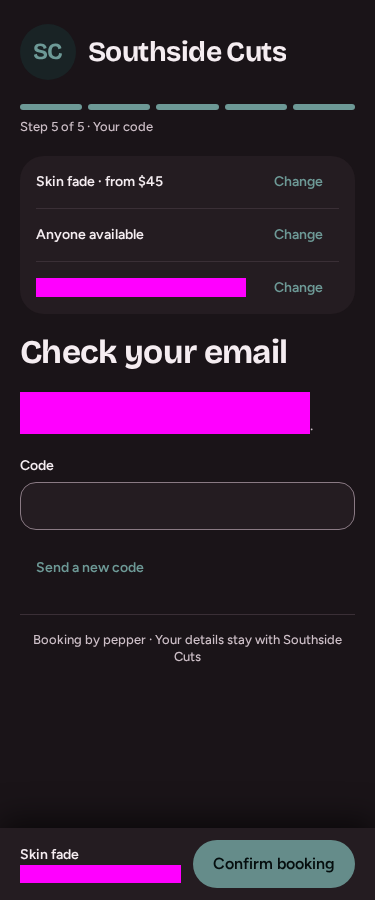 SC
Southside Cuts
Step 5 of 5 · Your code
Skin fade · from $45
Change
Anyone available
Change
Change
Check your email
.
Code
Send a new code
Booking by pepper · Your details stay with Southside
Cuts
Skin fade
Confirm booking